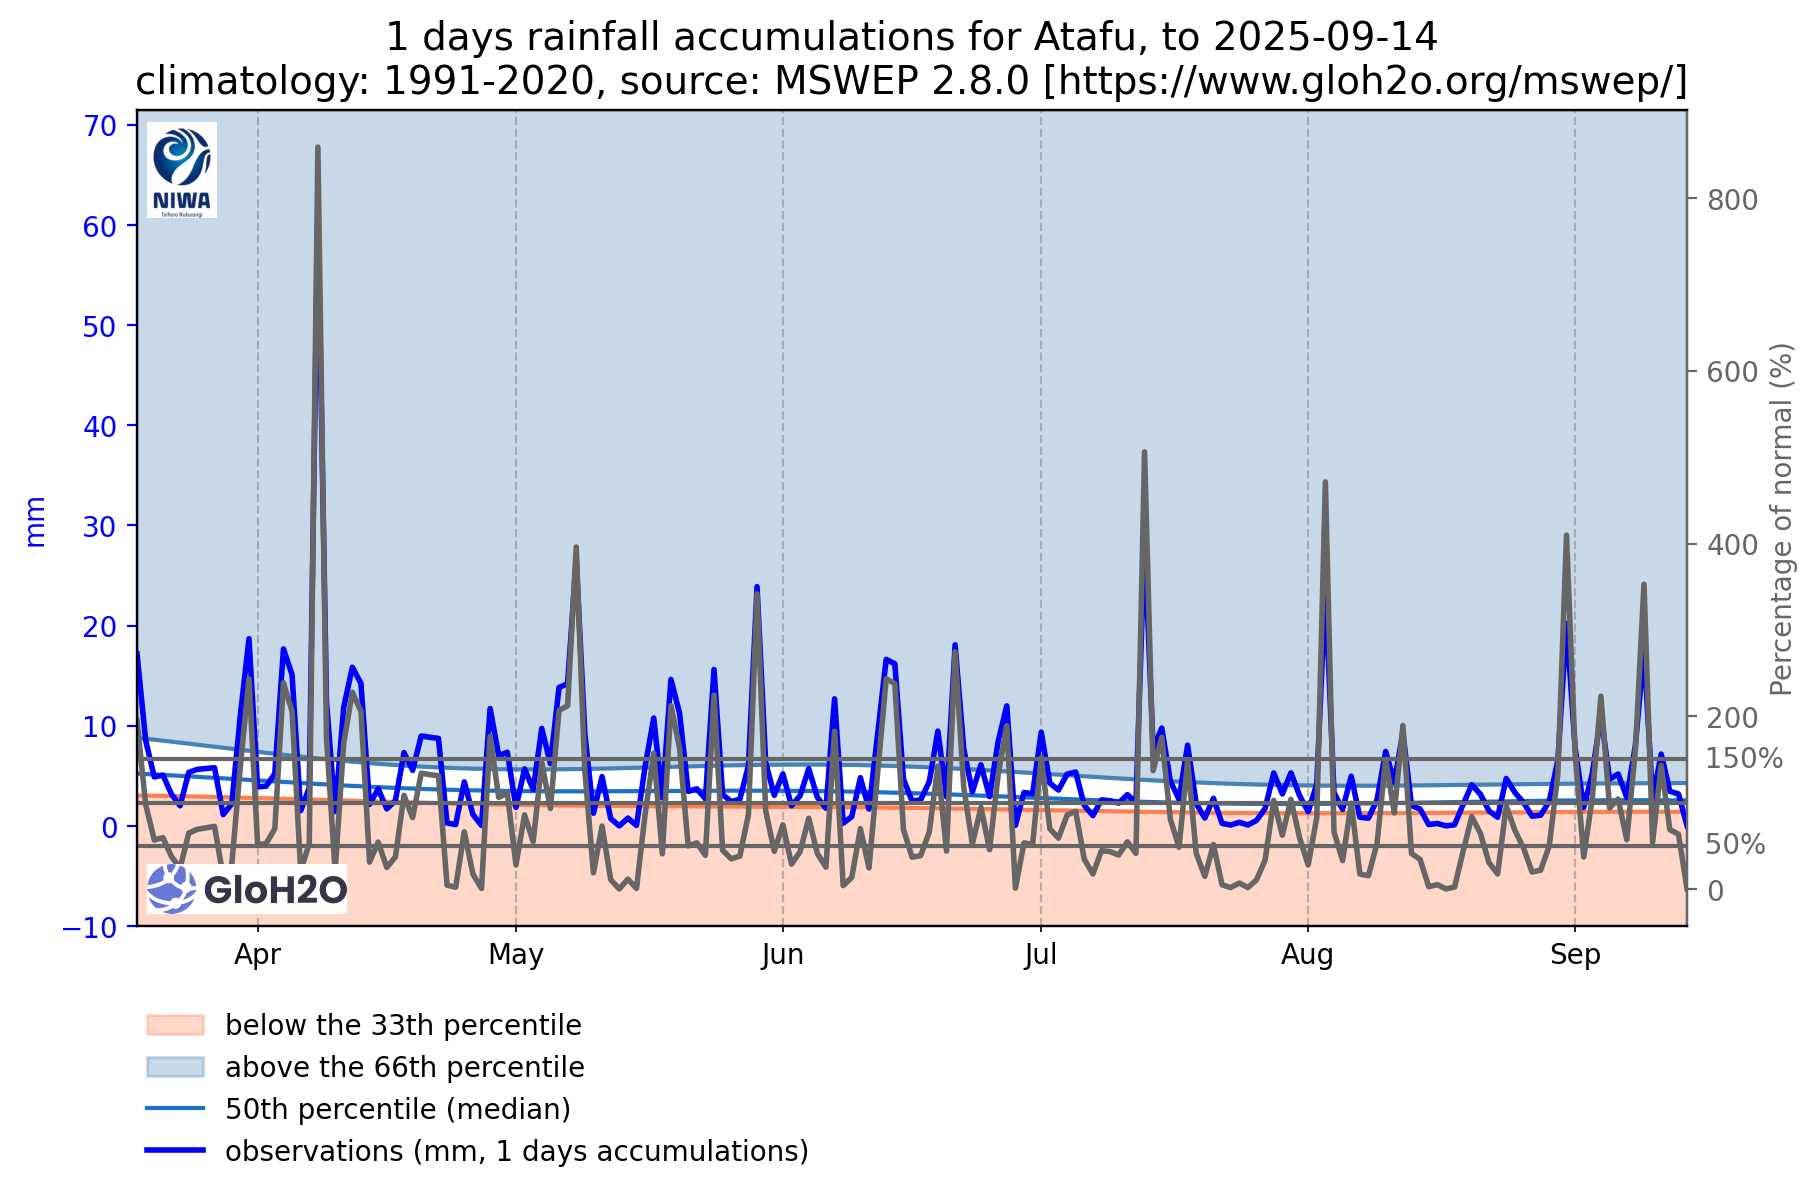 1 days rainfall accumulations for Atafu, to 2025-09-14
climatology: 1991-2020, source: MSWEP 2.8.0 [https://www.gloh2o.org/mswep/]
70
60
50
40
30
20
10
0
−10
mm
NIWA
Taihoro Nukurangi
GloH2O
800
600
400
200
150%
50%
0
Percentage of normal (%)
Apr
May
Jun
Jul
Aug
Sep
below the 33th percentile
above the 66th percentile
50th percentile (median)
observations (mm, 1 days accumulations)